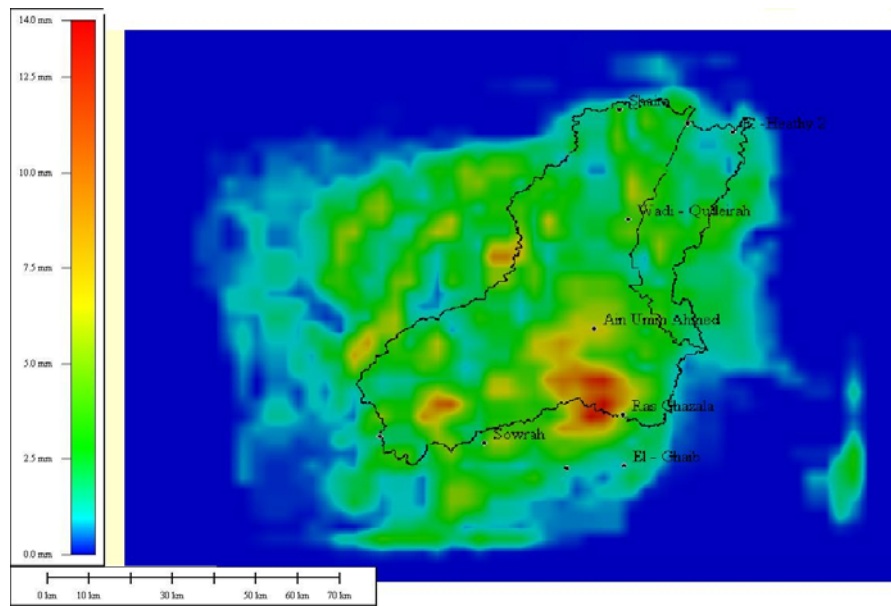 14.0 mm
12.5 mm
10.0 mm
7.5 mm
5.0 mm
2.5 mm
0.0 mm
Shaira
Wadi - Qudeirah
Ain Umm Ahmed
Ras Ghazala
Sowrah
El - Ghaib
0 km 10 km 30 km 50 km 60 km 70 km